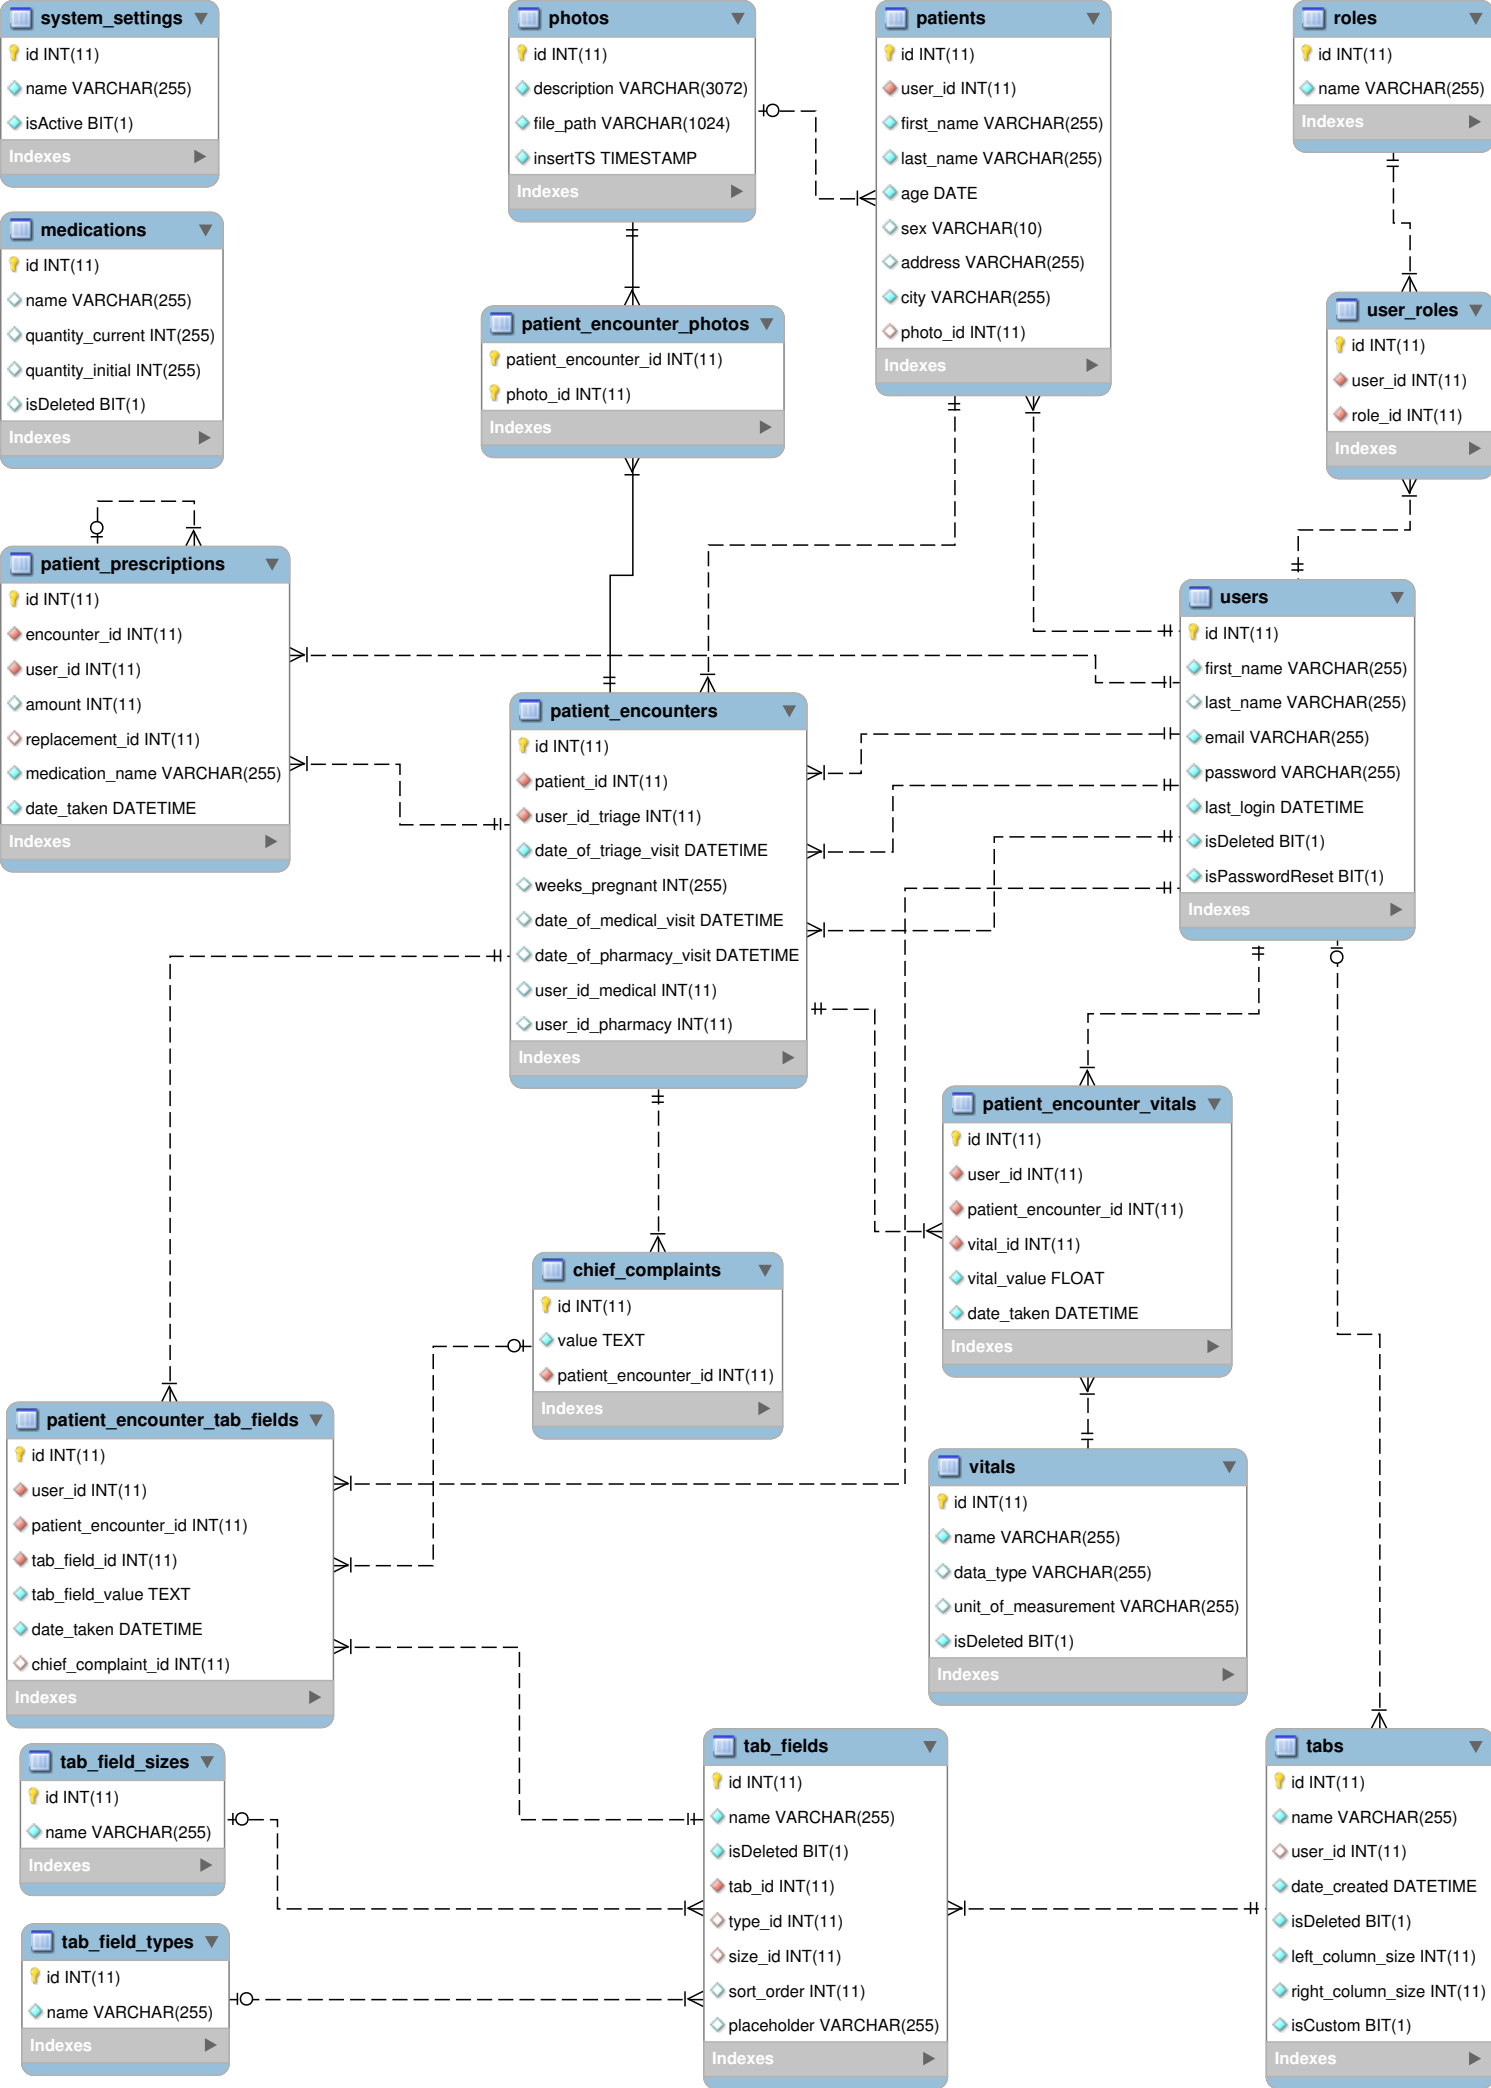 system_settings
id INT(11)
name VARCHAR(255)
isActive BIT(1)
Indexes
photos
id INT(11)
description VARCHAR(3072)
file_path VARCHAR(1024)
insertTS TIMESTAMP
Indexes
patients
id INT(11)
user_id INT(11)
first_name VARCHAR(255)
last_name VARCHAR(255)
age DATE
sex VARCHAR(10)
address VARCHAR(255)
city VARCHAR(255)
photo_id INT(11)
Indexes
roles
id INT(11)
name VARCHAR(255)
Indexes
medications
id INT(11)
name VARCHAR(255)
quantity_current INT(255)
quantity_initial INT(255)
isDeleted BIT(1)
Indexes
patient_encounter_photos
patient_encounter_id INT(11)
photo_id INT(11)
Indexes
user_roles
id INT(11)
user_id INT(11)
role_id INT(11)
Indexes
patient_prescriptions
id INT(11)
encounter_id INT(11)
user_id INT(11)
amount INT(11)
replacement_id INT(11)
medication_name VARCHAR(255)
date_taken DATETIME
Indexes
users
id INT(11)
first_name VARCHAR(255)
last_name VARCHAR(255)
email VARCHAR(255)
password VARCHAR(255)
last_login DATETIME
isDeleted BIT(1)
isPasswordReset BIT(1)
Indexes
patient_encounters
id INT(11)
patient_id INT(11)
user_id_triage INT(11)
date_of_triage_visit DATETIME
weeks_pregnant INT(255)
date_of_medical_visit DATETIME
date_of_pharmacy_visit DATETIME
user_id_medical INT(11)
user_id_pharmacy INT(11)
Indexes
patient_encounter_vitals
id INT(11)
user_id INT(11)
patient_encounter_id INT(11)
vital_id INT(11)
vital_value FLOAT
date_taken DATETIME
Indexes
chief_complaints
id INT(11)
value TEXT
patient_encounter_id INT(11)
Indexes
patient_encounter_tab_fields
id INT(11)
user_id INT(11)
patient_encounter_id INT(11)
tab_field_id INT(11)
tab_field_value TEXT
date_taken DATETIME
chief_complaint_id INT(11)
Indexes
vitals
id INT(11)
name VARCHAR(255)
data_type VARCHAR(255)
unit_of_measurement VARCHAR(255)
isDeleted BIT(1)
Indexes
tab_field_sizes
id INT(11)
name VARCHAR(255)
Indexes
tab_fields
id INT(11)
name VARCHAR(255)
isDeleted BIT(1)
tab_id INT(11)
type_id INT(11)
size_id INT(11)
sort_order INT(11)
placeholder VARCHAR(255)
Indexes
tabs
id INT(11)
name VARCHAR(255)
user_id INT(11)
date_created DATETIME
isDeleted BIT(1)
left_column_size INT(11)
right_column_size INT(11)
isCustom BIT(1)
Indexes
tab_field_types
id INT(11)
name VARCHAR(255)
Indexes